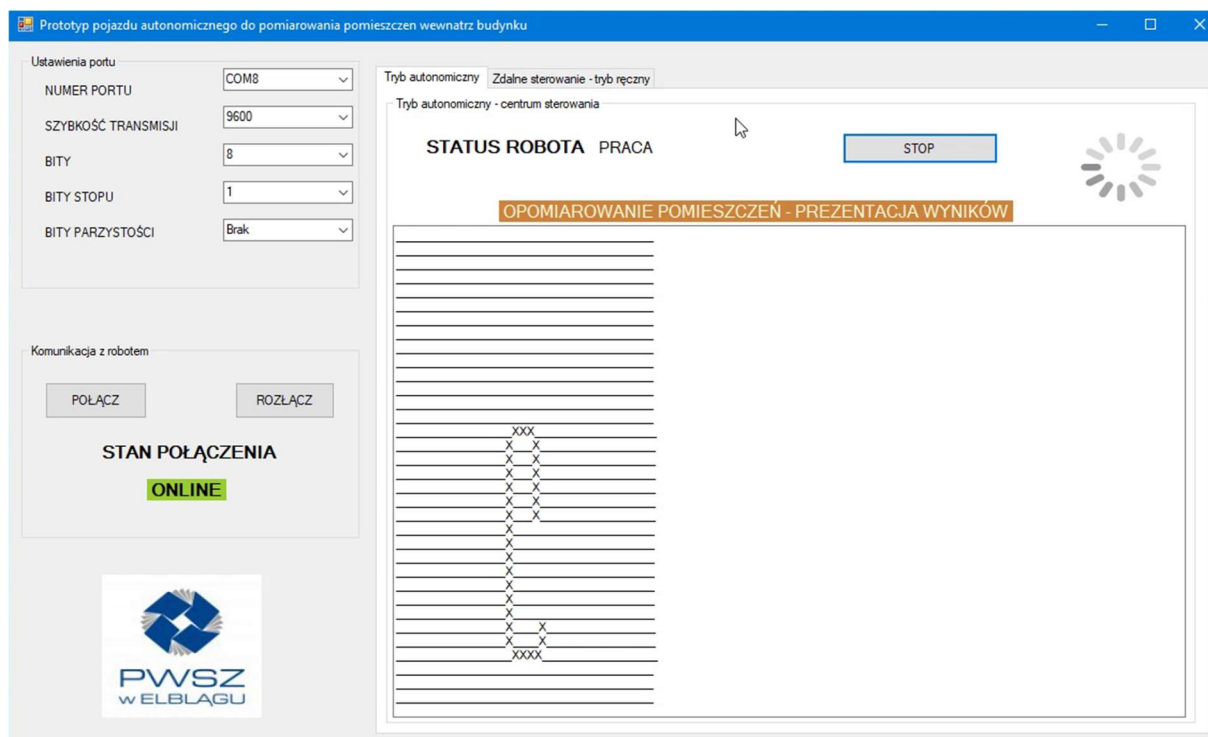 Prototyp pojazdu autonomicznego do pomiarowania pomieszczen wewnatrz budynku
Ustawienia portu
NUMER PORTU COM8
SZYBKOŚĆ TRANSMISJI 9600
BITY 8
BITY STOPU 1
BITY PARZYSTOŚCI Brak
Komunikacja z robotem
POŁĄCZ ROZŁĄCZ
STAN POŁĄCZENIA
ONLINE
PWSZ
W ELBLĄGU
Tryb autonomiczny Zdalne sterowanie - tryb ręczny
Tryb autonomiczny - centrum sterowania
STATUS ROBOTA PRACA STOP
OPOMIAROWANIE POMIESZCZEŃ - PREZENTACJA WYNIKÓW
XXX
X X
X X
X X
X X
X X
X X
X
X
X
X
X
X
X
X X
X X
XXXX